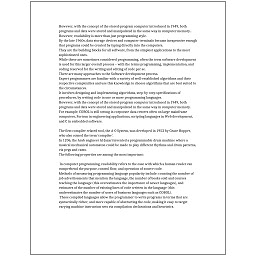 However, with the concept of the stored-program computer introduced in 1949, both
programs and data were stored and manipulated in the same way in computer memory.
However, readability is more than just programming style.
By the late 1960s, data storage devices and computer terminals became inexpensive enough
that programs could be created by typing directly into the computers.
They are the building blocks for all software, from the simplest applications to the most
sophisticated ones.
While these are sometimes considered programming, often the term software development
is used for this larger overall process – with the terms programming, implementation, and
coding reserved for the writing and editing of code per se.
There are many approaches to the Software development process.
Expert programmers are familiar with a variety of well-established algorithms and their
respective complexities and use this knowledge to choose algorithms that are best suited to
the circumstances.
It involves designing and implementing algorithms, step-by-step specifications of
procedures, by writing code in one or more programming languages.
However, with the concept of the stored-program computer introduced in 1949, both
programs and data were stored and manipulated in the same way in computer memory.
For example, COBOL is still strong in corporate data centers often on large mainframe
computers, Fortran in engineering applications, scripting languages in Web development,
and C in embedded software.
The first compiler related tool, the A-0 System, was developed in 1952 by Grace Hopper,
who also coined the term 'compiler'.
In 1206, the Arab engineer Al-Jazari invented a programmable drum machine where a
musical mechanical automaton could be made to play different rhythms and drum patterns,
via pegs and cams.
The following properties are among the most important:
In computer programming, readability refers to the ease with which a human reader can
comprehend the purpose, control flow, and operation of source code.
Methods of measuring programming language popularity include: counting the number of
job advertisements that mention the language, the number of books sold and courses
teaching the language (this overestimates the importance of newer languages), and
estimates of the number of existing lines of code written in the language (this
underestimates the number of users of business languages such as COBOL).
These compiled languages allow the programmer to write programs in terms that are
syntactically richer, and more capable of abstracting the code, making it easy to target
varying machine instruction sets via compilation declarations and heuristics.